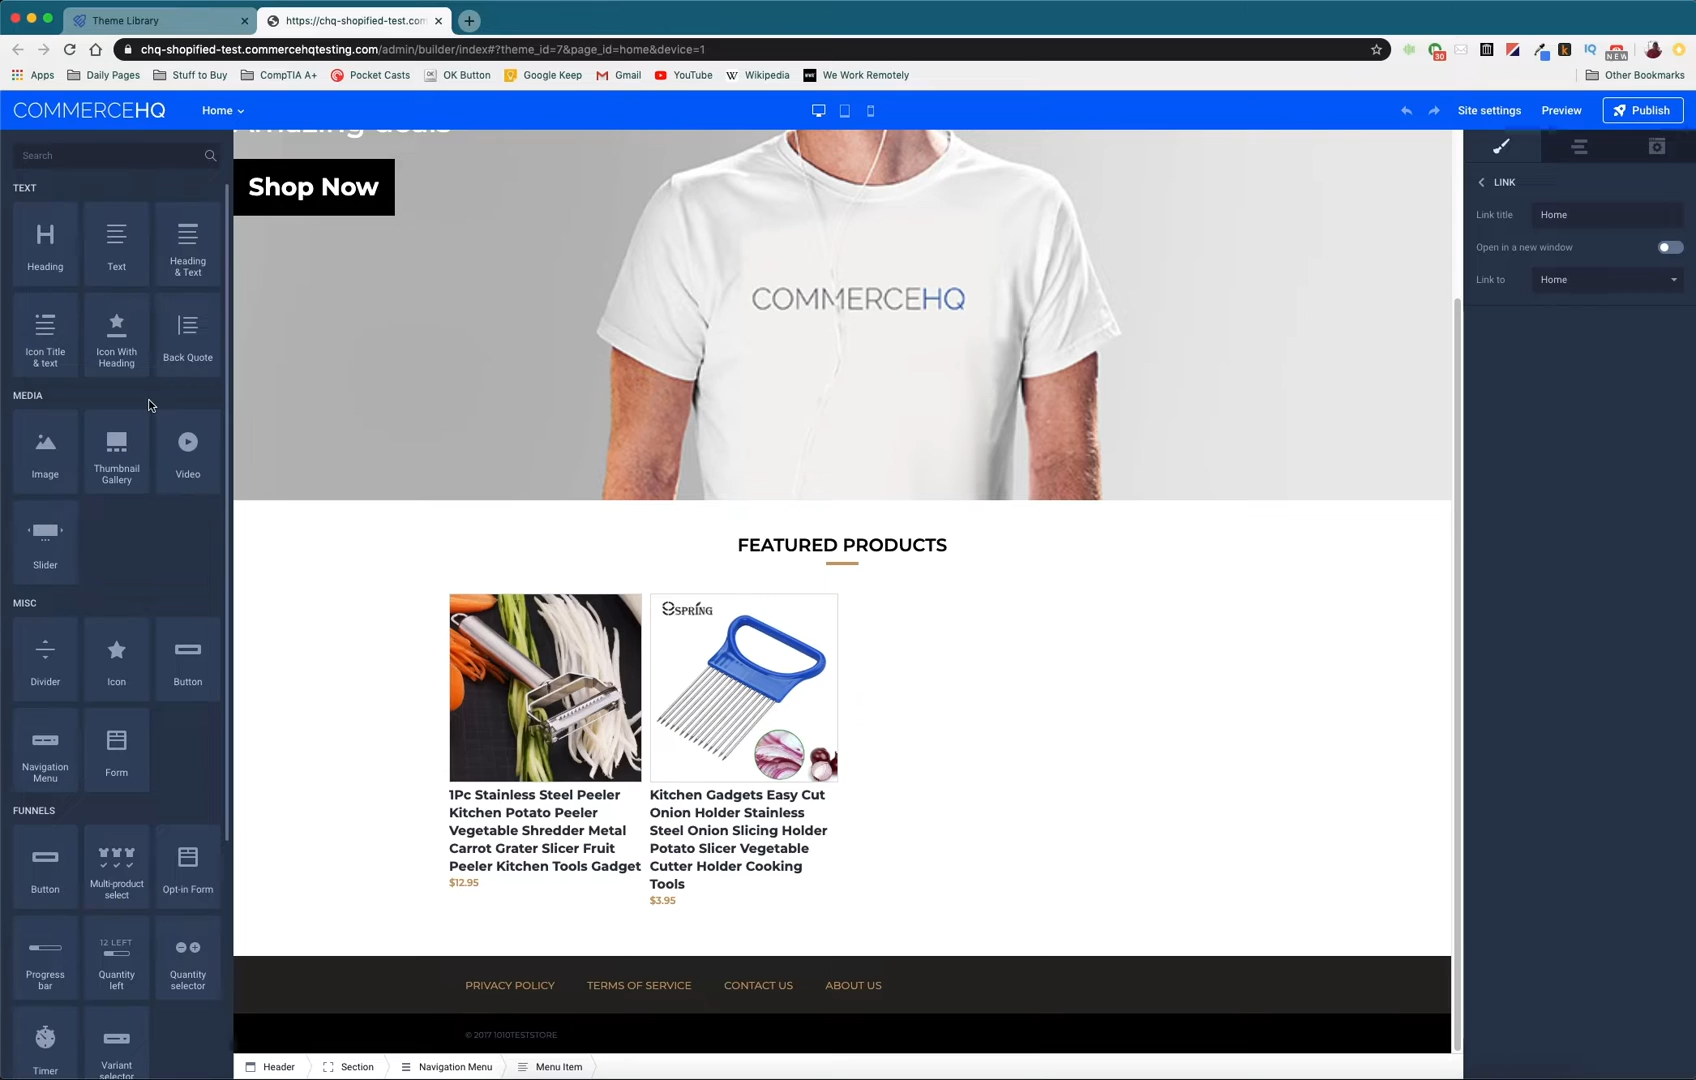 Theme Library
https://chq-shopified-test.com
chq-shopified-test.commercehqtesting.com/admin/builder/index#?theme_id=7&page_id=home&device=1
30
NEW
Apps
Daily Pages
Stuff to Buy
CompTIA A+
Pocket Casts
OK Button
Google Keep
Gmail
YouTube
Wikipedia
We Work Remotely
Other Bookmarks
COMMERCEHQ
Home
Site settings
Preview
Publish
Search
TEXT
Heading
Text
Heading
& Text
Icon Title
& text
Icon With
Heading
Back Quote
MEDIA
Image
Thumbnail
Gallery
Video
Slider
MISC
Divider
Icon
Button
Navigation
Menu
Form
FUNNELS
Button
Multi-product
select
Opt-in Form
Progress
bar
12 LEFT
Quantity
left
Quantity
selector
Timer
Variant
selector
Amazing deals
Shop Now
COMMERCEHQ
FEATURED PRODUCTS
SPRING
1Pc Stainless Steel Peeler
Kitchen Potato Peeler
Vegetable Shredder Metal
Carrot Grater Slicer Fruit
Peeler Kitchen Tools Gadget
$12.95
Kitchen Gadgets Easy Cut
Onion Holder Stainless
Steel Onion Slicing Holder
Potato Slicer Vegetable
Cutter Holder Cooking
Tools
$3.95
PRIVACY POLICY
TERMS OF SERVICE
CONTACT US
ABOUT US
© 2017 1010TESTSTORE
Header
Section
Navigation Menu
Menu Item
LINK
Link title
Home
Open in a new window
Link to
Home